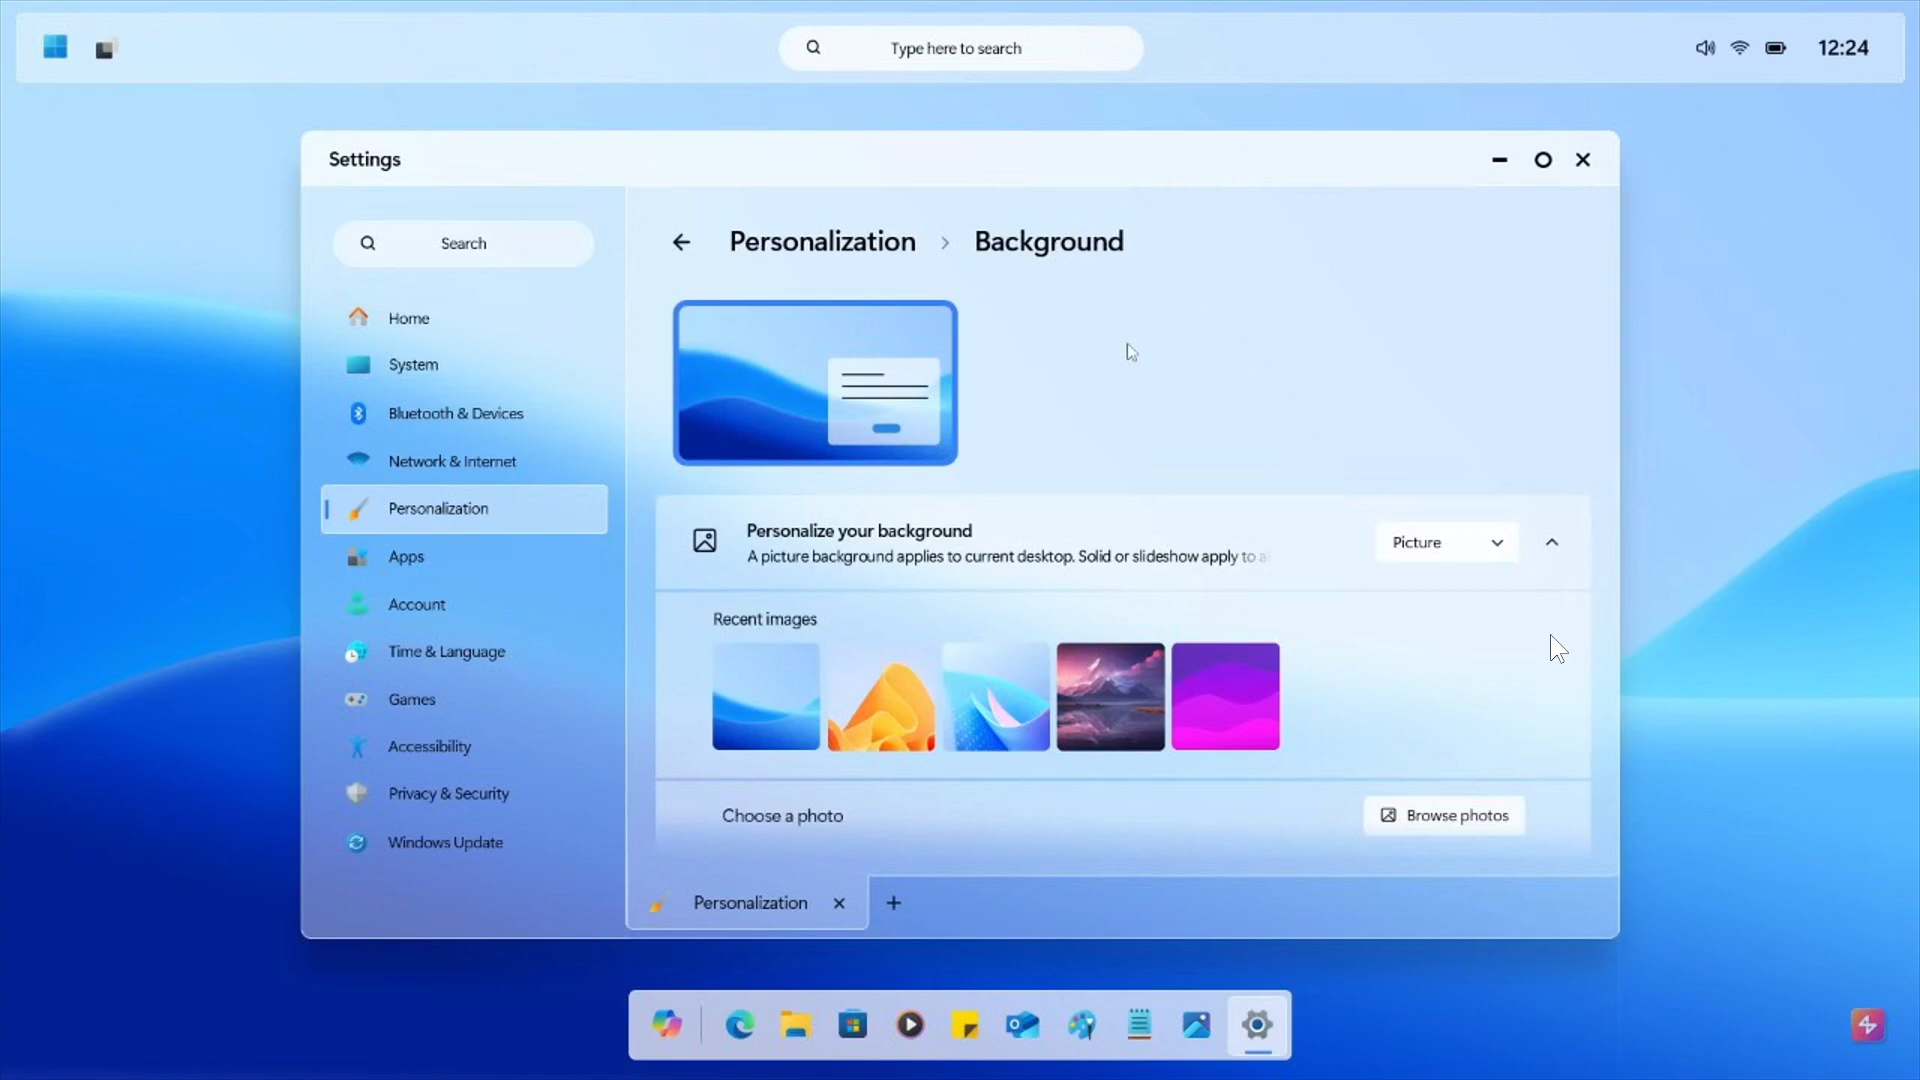 Type here to search
12:24
Settings
Search
Home
System
Bluetooth & Devices
Network & Internet
Personalization
Apps
Account
Time & Language
Games
Accessibility
Privacy & Security
Windows Update
Personalization > Background
Personalize your background
A picture background applies to current desktop. Solid or slideshow apply to
Picture
Recent images
Choose a photo
Browse photos
Personalization